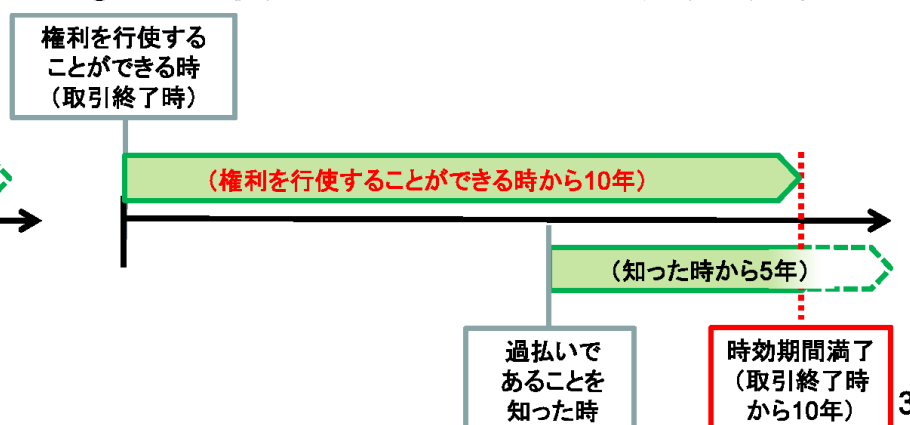 権利を行使する
ことができる時
（取引終了時）
（権利を行使することができる時から10年）
（知った時から5年）
過払いで
あることを
知った時
時効期間満了
（取引終了時
から10年）
3